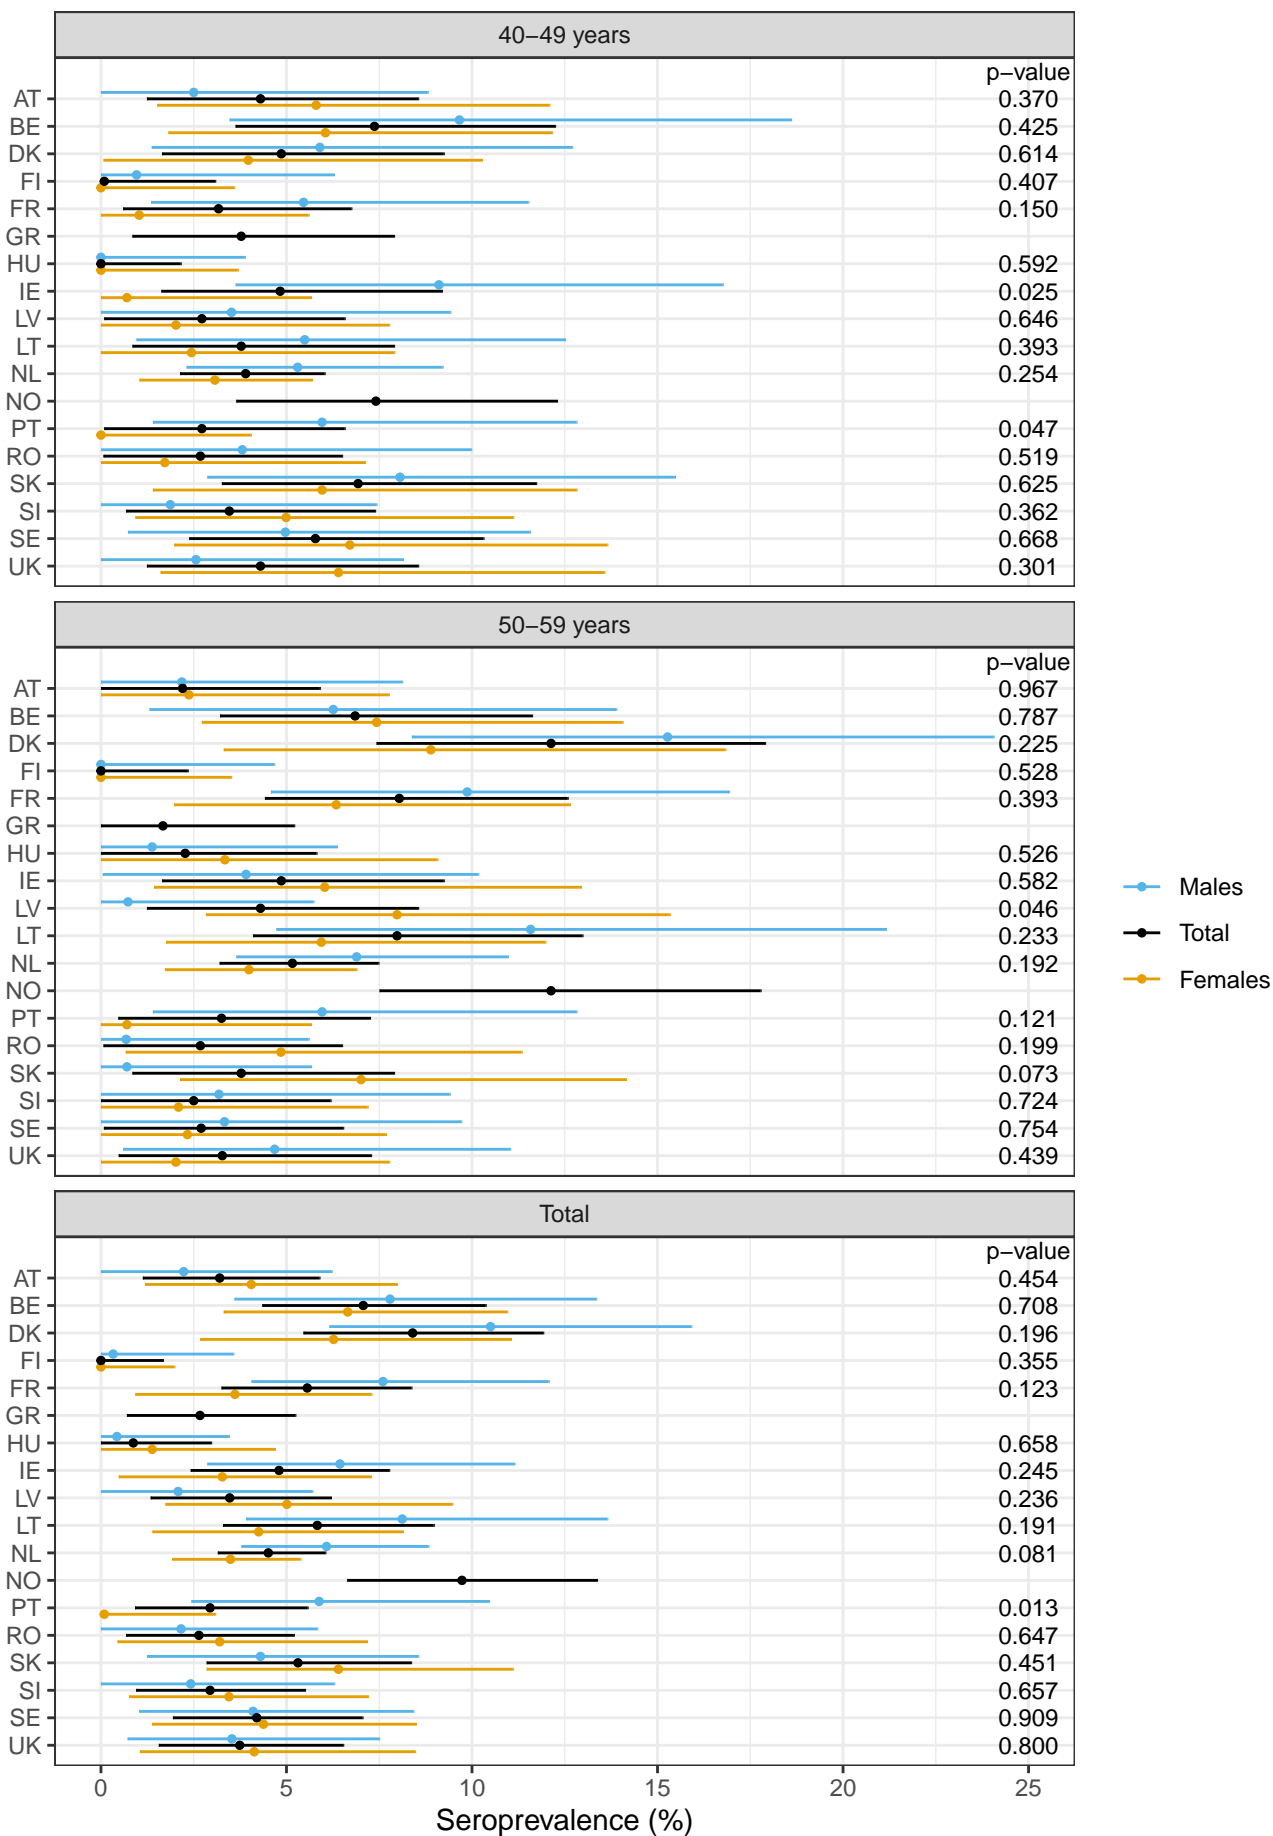 40−49 years
p−value
AT 0.370
BE 0.425
DK 0.614
FI 0.407
FR 0.150
GR
HU 0.592
IE 0.025
LV 0.646
LT 0.393
NL 0.254
NO
PT 0.047
RO 0.519
SK 0.625
SI 0.362
SE 0.668
UK 0.301
50−59 years
p−value
AT 0.967
BE 0.787
DK 0.225
FI 0.528
FR 0.393
GR
HU 0.526
IE 0.582
LV 0.046
LT 0.233
NL 0.192
NO
PT 0.121
RO 0.199
SK 0.073
SI 0.724
SE 0.754
UK 0.439
Males
Total
Females
Total
p−value
AT 0.454
BE 0.708
DK 0.196
FI 0.355
FR 0.123
GR
HU 0.658
IE 0.245
LV 0.236
LT 0.191
NL 0.081
NO
PT 0.013
RO 0.647
SK 0.451
SI 0.657
SE 0.909
UK 0.800
0 5 10 15 20 25
Seroprevalence (%)